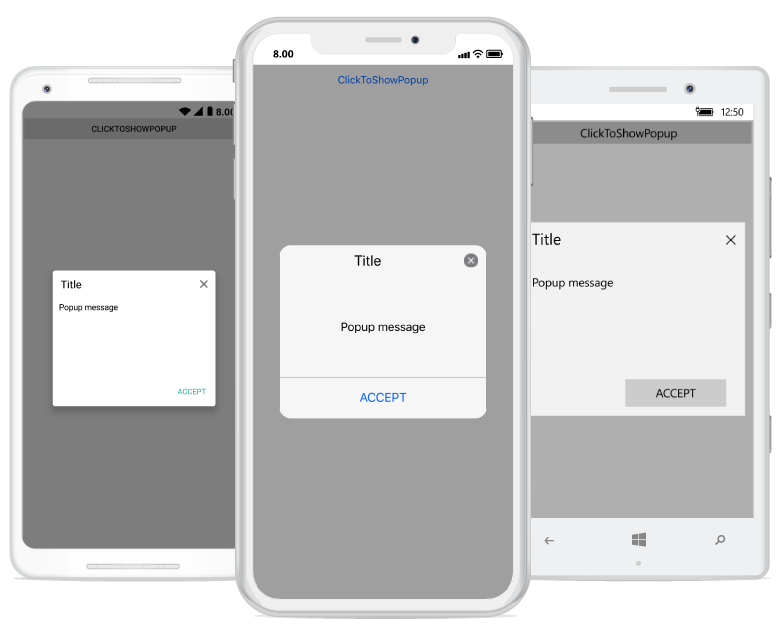 8.00
CLICKTOSHOWPOPUP
Title
Popup message
ACCEPT
8.00
ClickToShowPopup
Title
Popup message
ACCEPT
12:50
ClickToShowPopup
Title
Popup message
ACCEPT